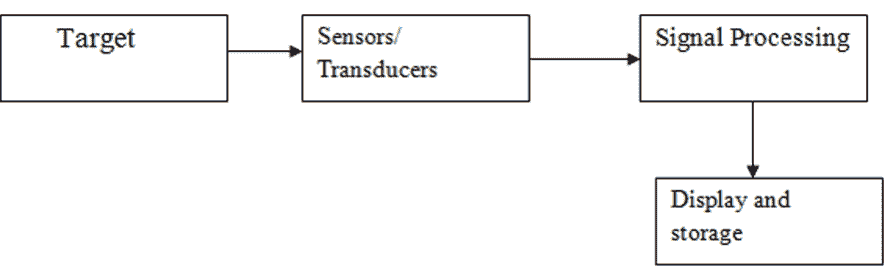 Target
Sensors/
Transducers
Signal Processing
Display and
storage